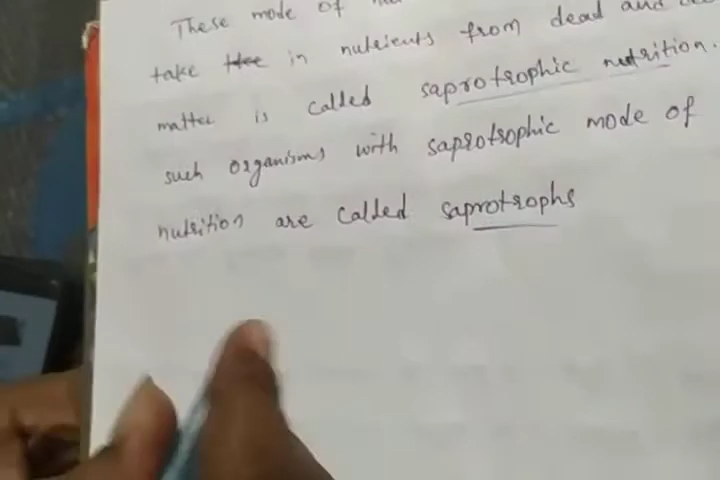 These mode of
take in nutrients from dead and
matter is called saprotrophic nutrition.
such organisms with saprotrophic mode of
nutrition are called saprotrophs